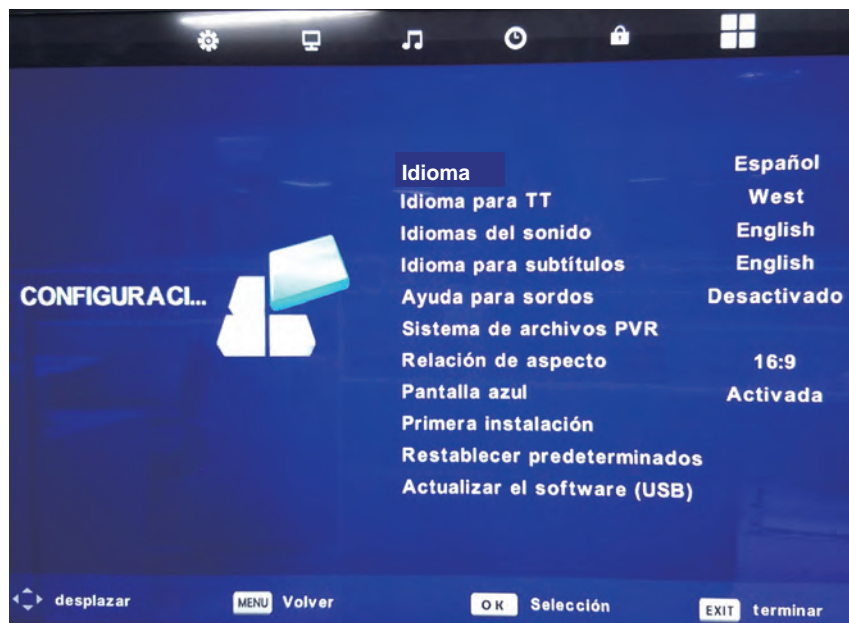 Idioma Español
Idioma para TT West
Idiomas del sonido English
Idioma para subtítulos English
CONFIGURACI...
Ayuda para sordos Desactivado
Sistema de archivos PVR
Relación de aspecto 16:9
Pantalla azul Activada
Primera instalación
Restablecer predeterminados
Actualizar el software (USB)
desplazar MENU Volver OK Selección EXIT terminar